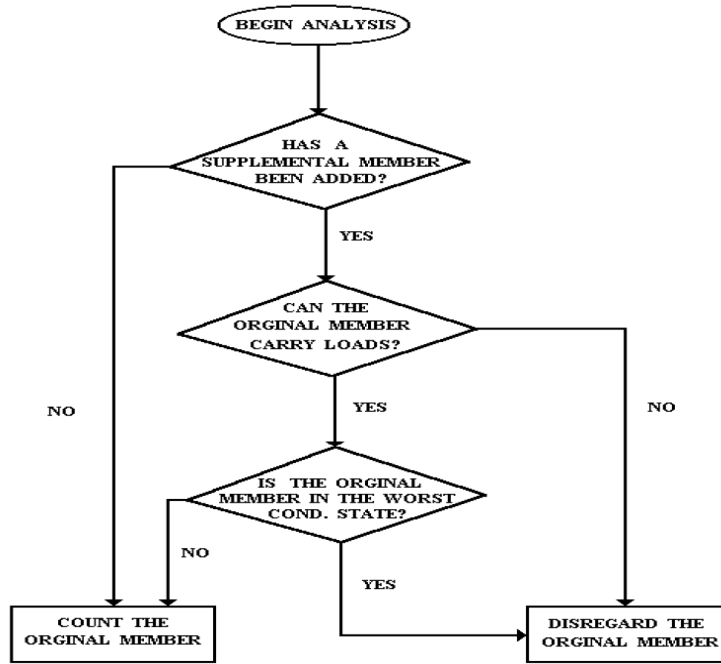 BEGIN ANALYSIS
HAS A
SUPPLEMENTAL MEMBER
BEEN ADDED?
YES
CAN THE
ORGINAL MEMBER
CARRY LOADS?
NO
YES
NO
IS THE ORGINAL
MEMBER IN THE WORST
COND. STATE?
NO
YES
COUNT THE
ORGINAL MEMBER
DISREGARD THE
ORGINAL MEMBER